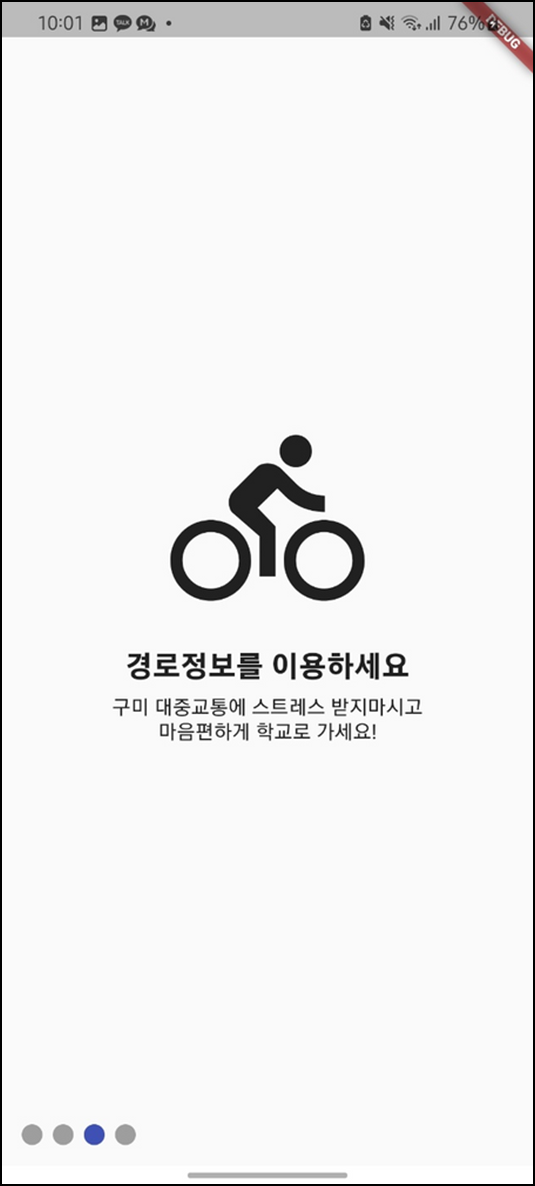 10:01 TALK M 76%
DEBUG
경로정보를 이용하세요
구미 대중교통에 스트레스 받지마시고
마음편하게 학교로 가세요!